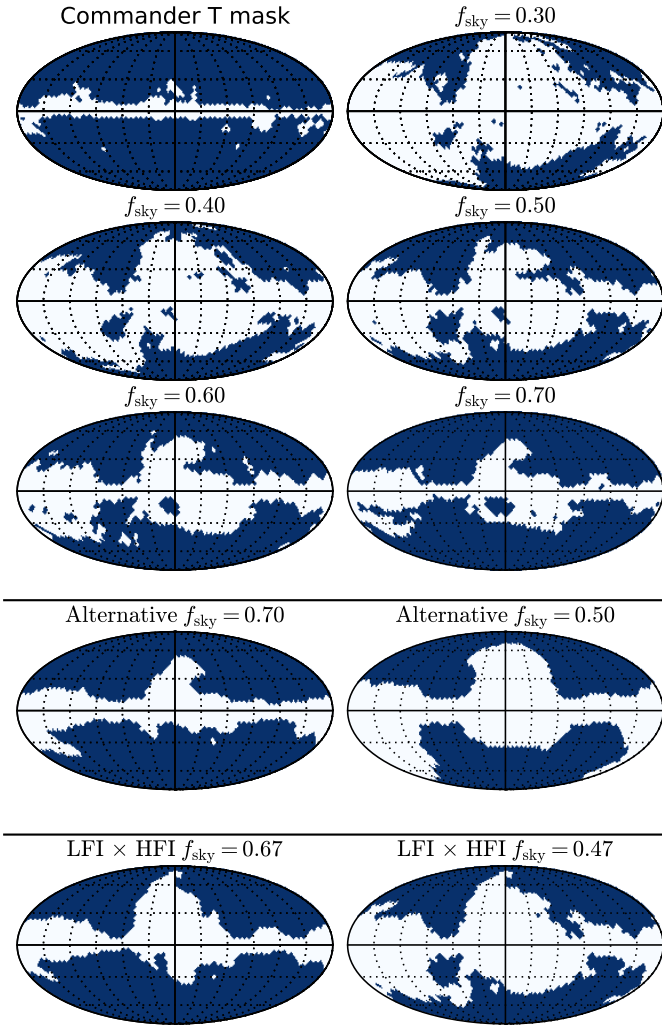 Commander T mask
f_sky = 0.30
f_sky = 0.40
f_sky = 0.50
f_sky = 0.60
f_sky = 0.70
Alternative f_sky = 0.70
Alternative f_sky = 0.50
LFI × HFI f_sky = 0.67
LFI × HFI f_sky = 0.47